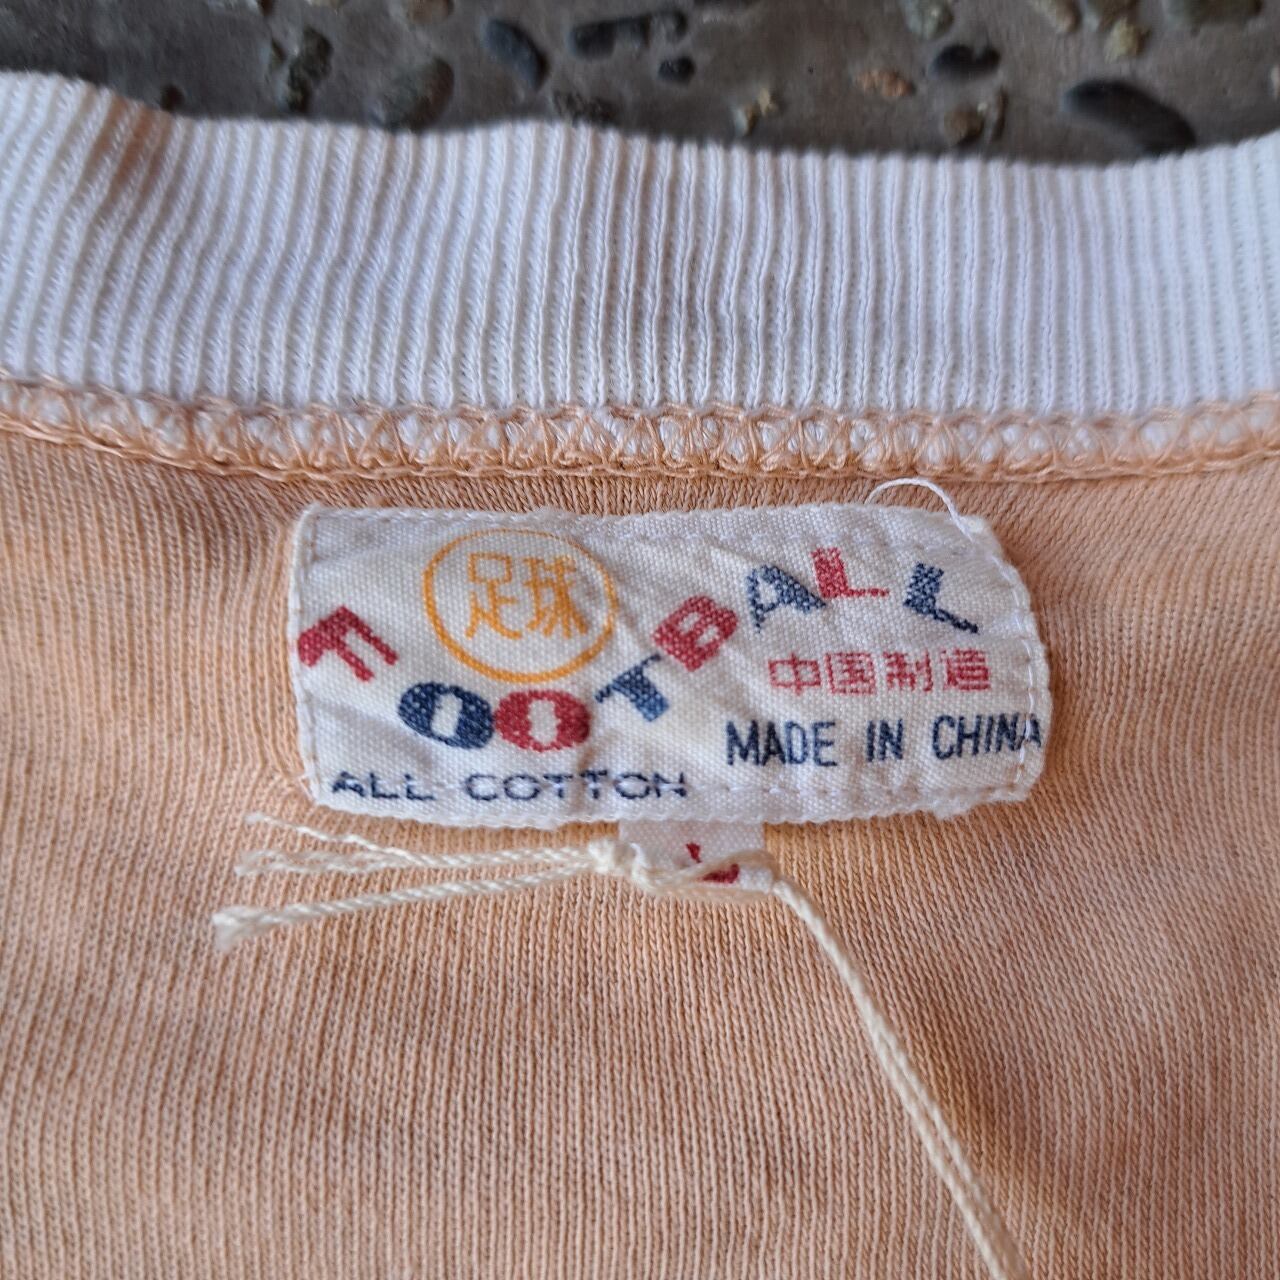 足球
FOOTBALL
中国制造
MADE IN CHINA
ALL COTTON
L